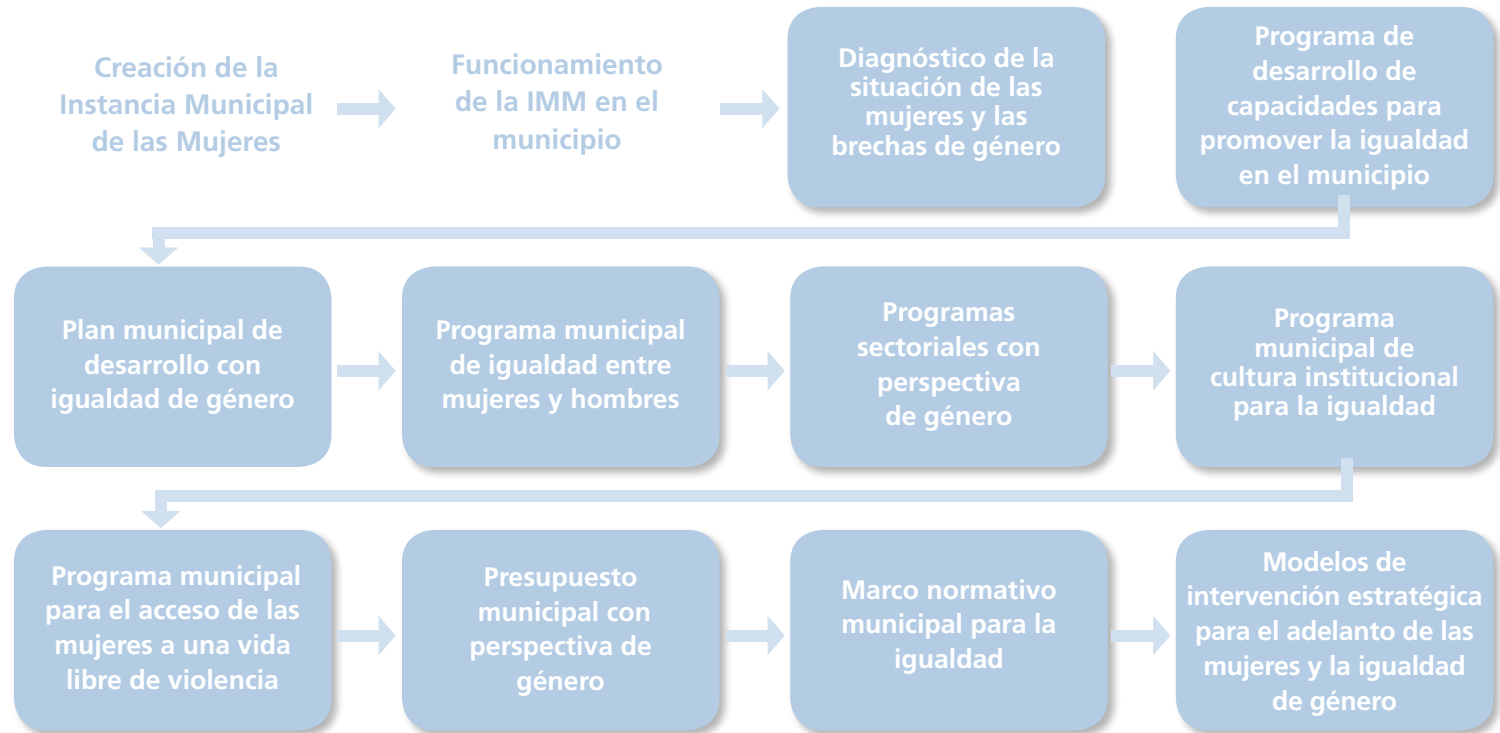 Creación de la
Instancia Municipal
de las Mujeres
Funcionamiento
de la IMM en el
municipio
Diagnóstico de la
situación de las
mujeres y las
brechas de género
Programa de
desarrollo de
capacidades para
promover la igualdad
en el municipio
Plan municipal de
desarrollo con
igualdad de género
Programa municipal
de igualdad entre
mujeres y hombres
Programas
sectoriales con
perspectiva
de género
Programa
municipal de
cultura institucional
para la igualdad
Programa municipal
para el acceso de las
mujeres a una vida
libre de violencia
Presupuesto
municipal con
perspectiva de
género
Marco normativo
municipal para la
igualdad
Modelos de
intervención estratégica
para el adelanto de las
mujeres y la igualdad
de género